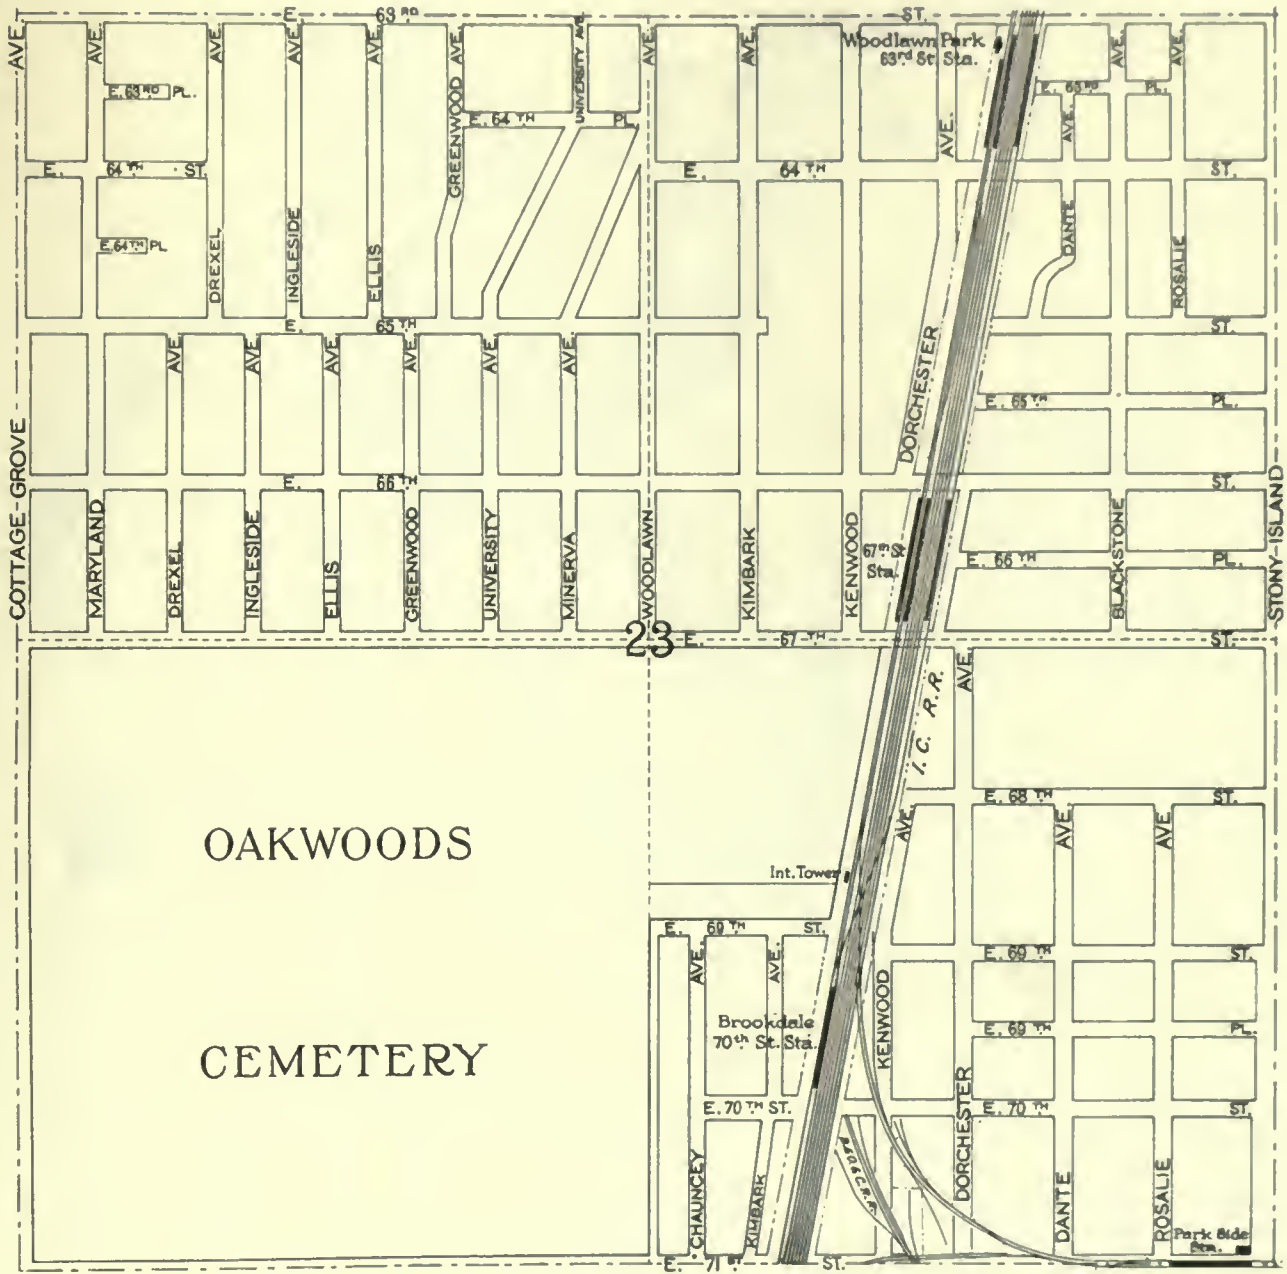 E. 63RD ST.
AVE. AVE. AVE. AVE. AVE. AVE. UNIVERSITY AVE. AVE. AVE. AVE. AVE.
Woodlawn Park
63rd St. Sta.
E. 63RD PL.
E. 63RD PL.
GREENWOOD
E. 64TH PL.
AVE.
AVE.
E. 64TH ST.
E. 64TH ST.
E. 64TH PL
DREXEL
INGLESIDE
ELLIS
DANTE
ROSALIE
E. 65TH ST.
AVE. AVE. AVE. AVE. AVE. AVE.
DORCHESTER
E. 65TH PL.
E. 66TH ST.
COTTAGE-GROVE
MARYLAND
DREXEL
INGLESIDE
ELLIS
GREENWOOD
UNIVERSITY
MINERVA
WOODLAWN
KIMBARK
KENWOOD
67th St
Sta.
BLACKSTONE
STONY-ISLAND
E. 66TH PL.
23
E. 67TH ST.
AVE.
I. C. R. R.
E. 68TH ST.
AVE. AVE. AVE.
OAKWOODS
Int. Tower
E. 69TH ST.
AVE. AVE.
E. 69TH ST.
KENWOOD
CEMETERY
Brookdale
70th St. Sta.
E. 69TH PL.
E. 70TH ST.
E. 70TH ST.
DORCHESTER
CHAUNCEY
KIMBARK
DANTE
ROSALIE
Park Side
Sta.
E. 71ST ST.